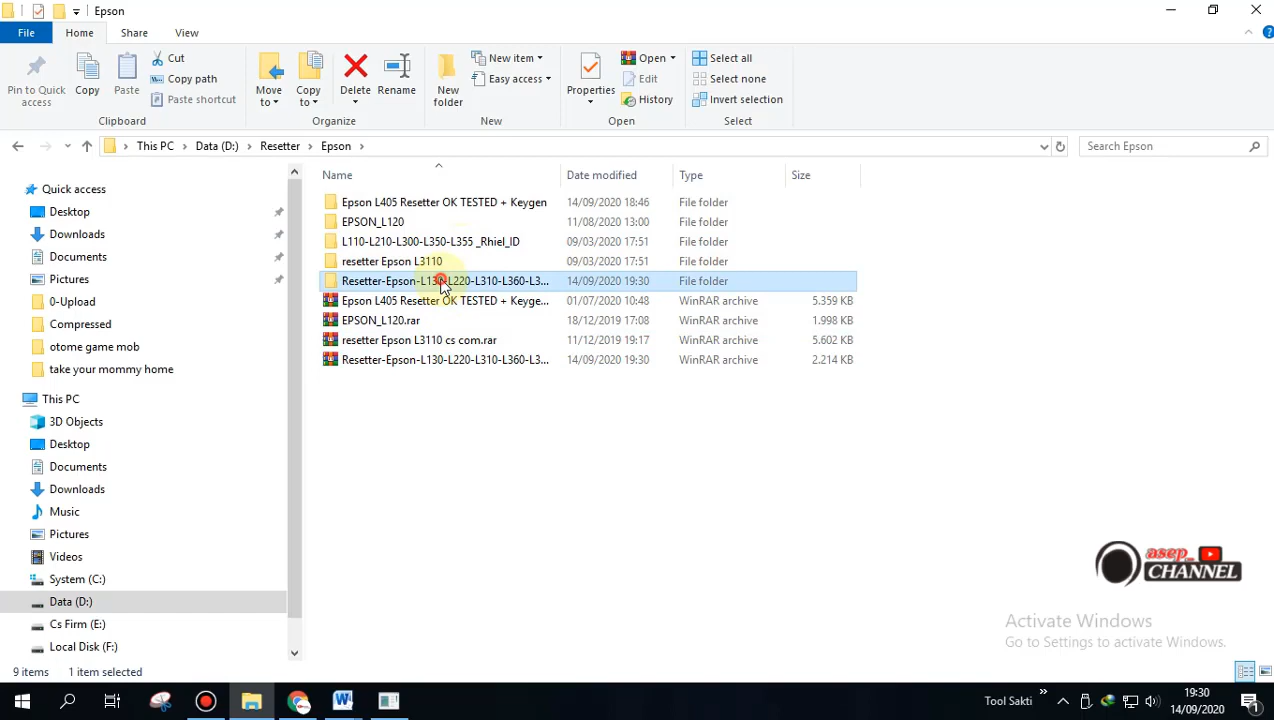 Epson
File
Home
Share
View
Pin to Quick access
Copy
Paste
Cut
Copy path
Paste shortcut
Clipboard
Move to
Copy to
Delete
Rename
Organize
New folder
New item
Easy access
New
Properties
Open
Edit
History
Open
Select all
Select none
Invert selection
Select
This PC > Data (D:) > Resetter > Epson >
Search Epson
Name Date modified Type Size
Epson L405 Resetter OK TESTED + Keygen 14/09/2020 18:46 File folder
EPSON_L120 11/08/2020 13:00 File folder
L110-L210-L300-L350-L355 _Rhiel_ID 09/03/2020 17:51 File folder
resetter Epson L3110 09/03/2020 17:51 File folder
Resetter-Epson-L130-L220-L310-L360-L3... 14/09/2020 19:30 File folder
Epson L405 Resetter OK TESTED + Keyge... 01/07/2020 10:48 WinRAR archive 5.359 KB
EPSON_L120.rar 18/12/2019 17:08 WinRAR archive 1.998 KB
resetter Epson L3110 cs com.rar 11/12/2019 19:17 WinRAR archive 5.602 KB
Resetter-Epson-L130-L220-L310-L360-L3... 14/09/2020 19:30 WinRAR archive 2.214 KB
Quick access
Desktop
Downloads
Documents
Pictures
0-Upload
Compressed
otome game mob
take your mommy home
This PC
3D Objects
Desktop
Documents
Downloads
Music
Pictures
Videos
System (C:)
Data (D:)
Cs Firm (E:)
Local Disk (F:)
asep
CHANNEL
Activate Windows
Go to Settings to activate Windows.
9 items 1 item selected
Tool Sakti
19:30
14/09/2020
1